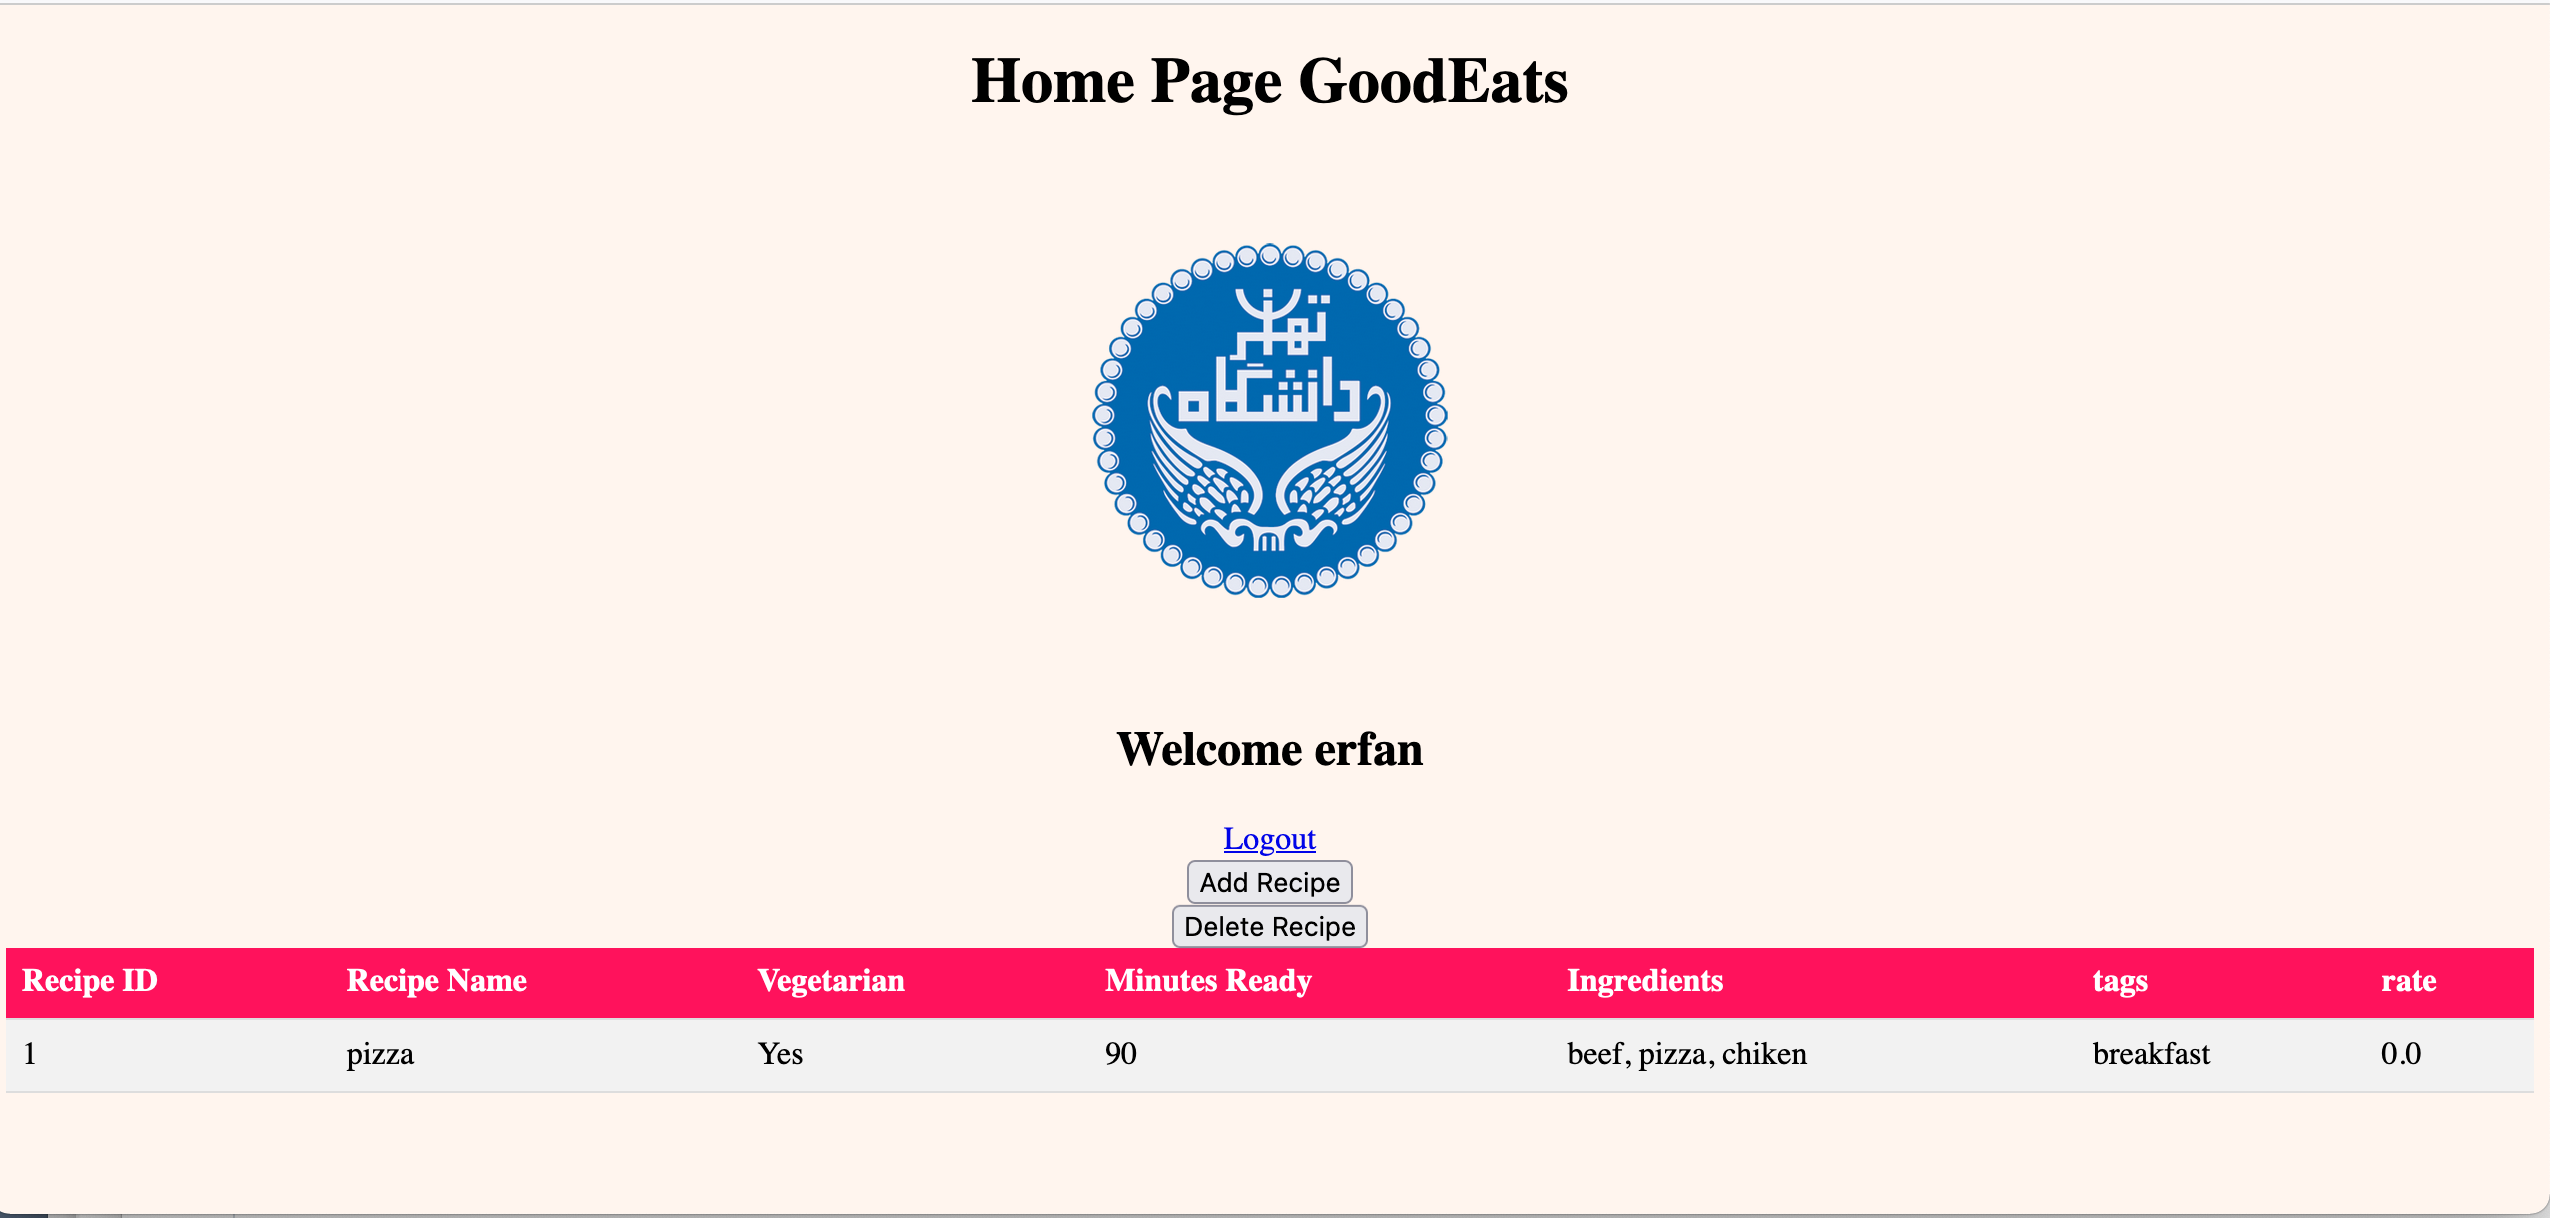 Home Page GoodEats
تهران
دانشگاه
Welcome erfan
Logout
Add Recipe
Delete Recipe
Recipe ID Recipe Name Vegetarian Minutes Ready Ingredients tags rate
1 pizza Yes 90 beef, pizza, chiken breakfast 0.0